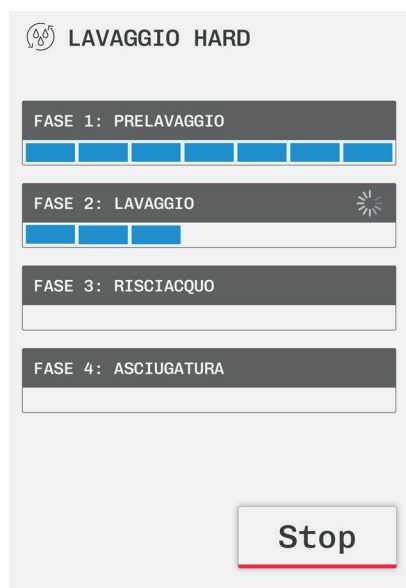 LAVAGGIO HARD
FASE 1: PRELAVAGGIO
FASE 2: LAVAGGIO
FASE 3: RISCIACQUO
FASE 4: ASCIUGATURA
Stop